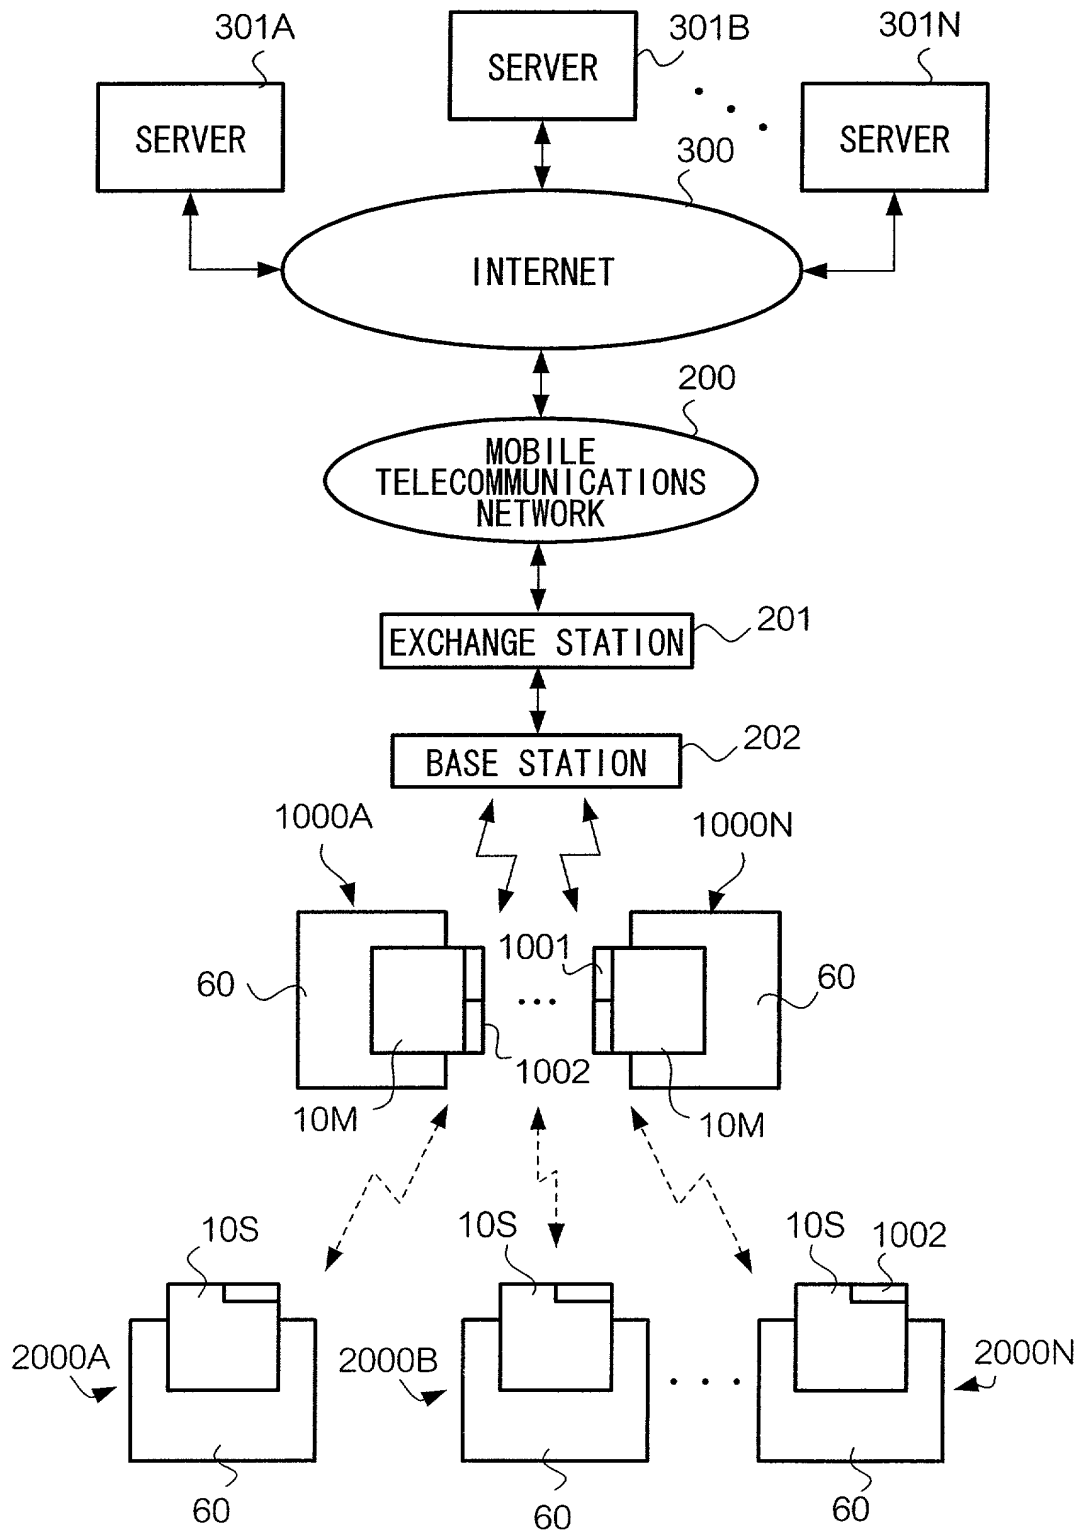 301A
301B
301N
SERVER
SERVER
SERVER
300
INTERNET
200
MOBILE
TELECOMMUNICATIONS
NETWORK
201
EXCHANGE STATION
202
BASE STATION
1000A
1000N
1001
60
60
1002
10M
10M
10S
10S
10S
1002
2000A
2000B
2000N
60
60
60